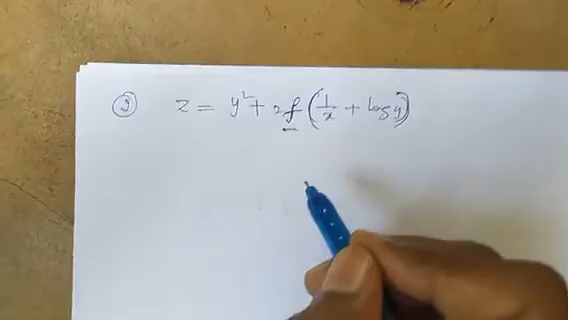 ③ z = y² + 2f(1/x + log y)